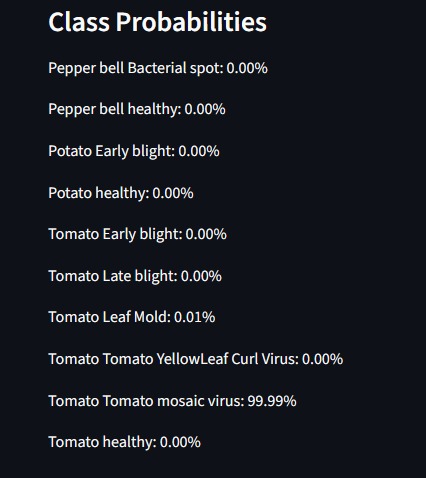 Class Probabilities
Pepper bell Bacterial spot: 0.00%
Pepper bell healthy: 0.00%
Potato Early blight: 0.00%
Potato healthy: 0.00%
Tomato Early blight: 0.00%
Tomato Late blight: 0.00%
Tomato Leaf Mold: 0.01%
Tomato Tomato YellowLeaf Curl Virus: 0.00%
Tomato Tomato mosaic virus: 99.99%
Tomato healthy: 0.00%